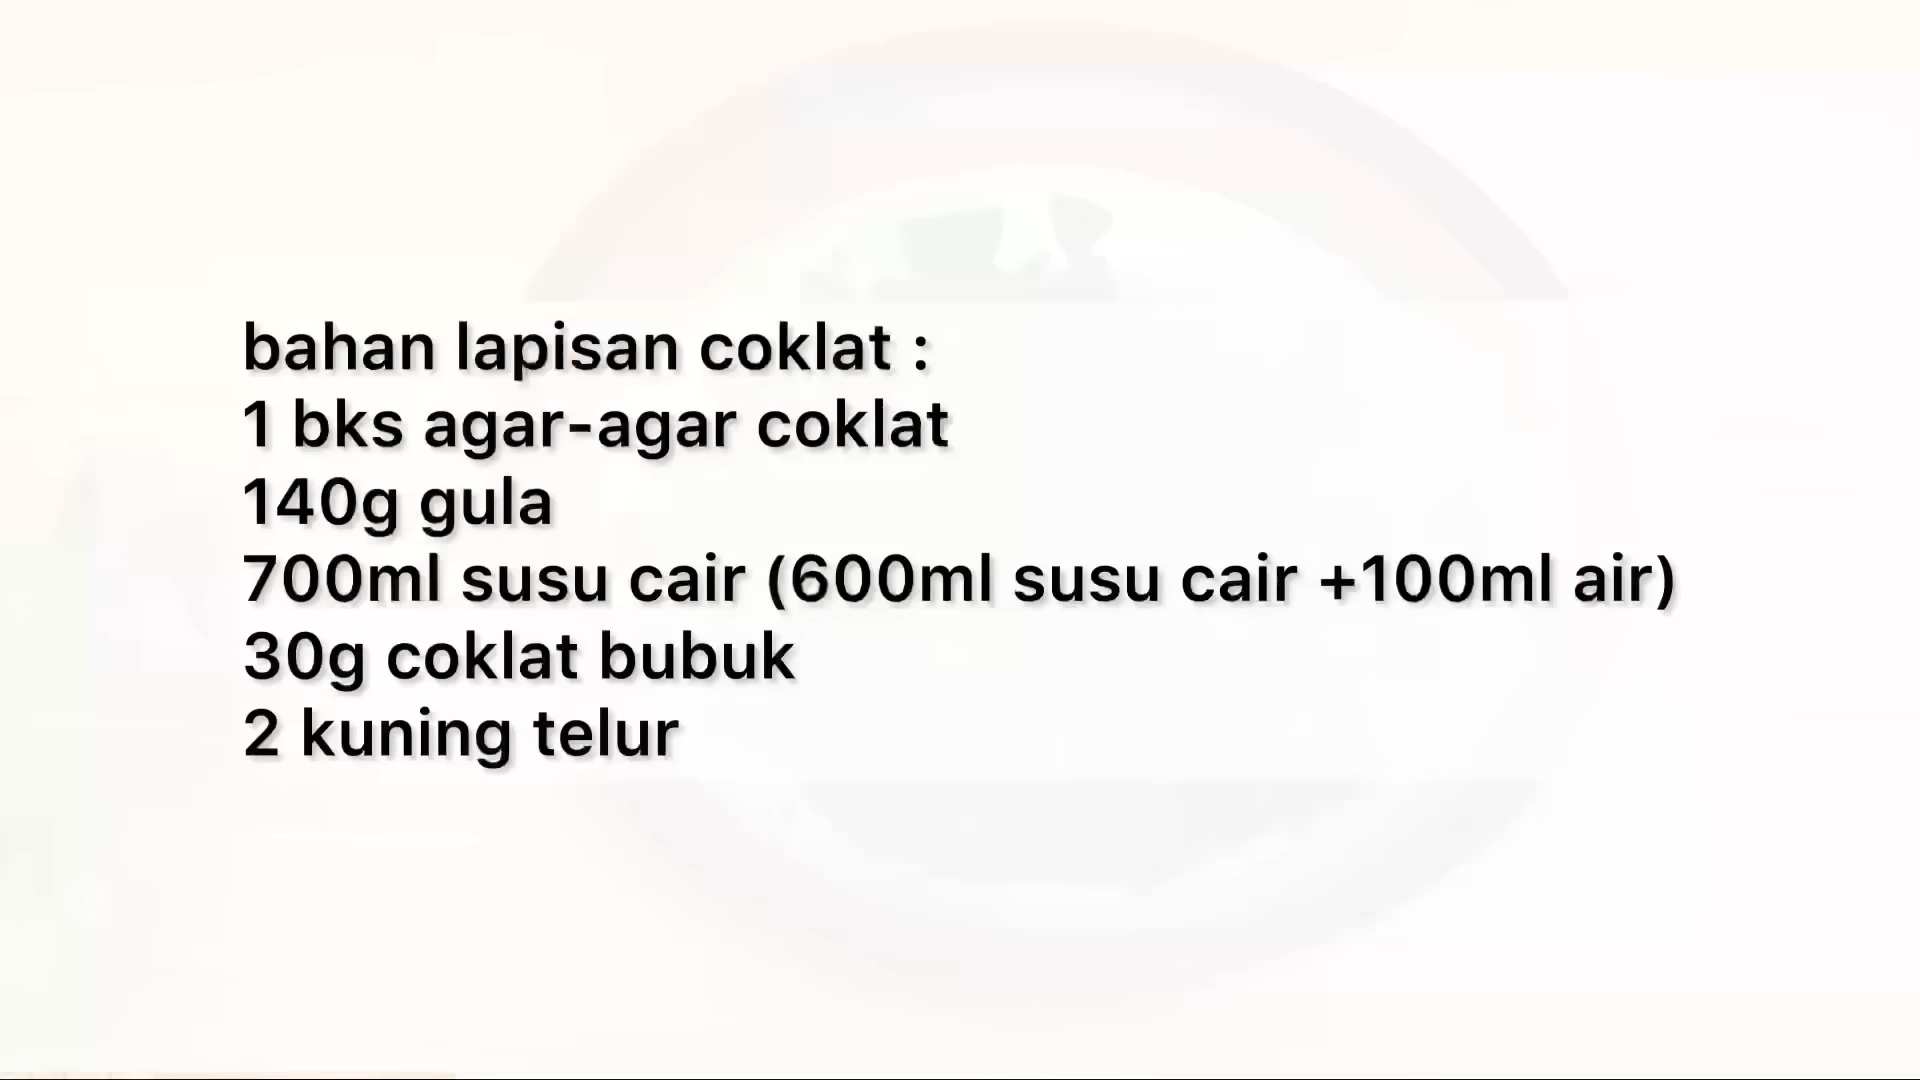 bahan lapisan coklat :
1 bks agar-agar coklat
140g gula
700ml susu cair (600ml susu cair +100ml air)
30g coklat bubuk
2 kuning telur